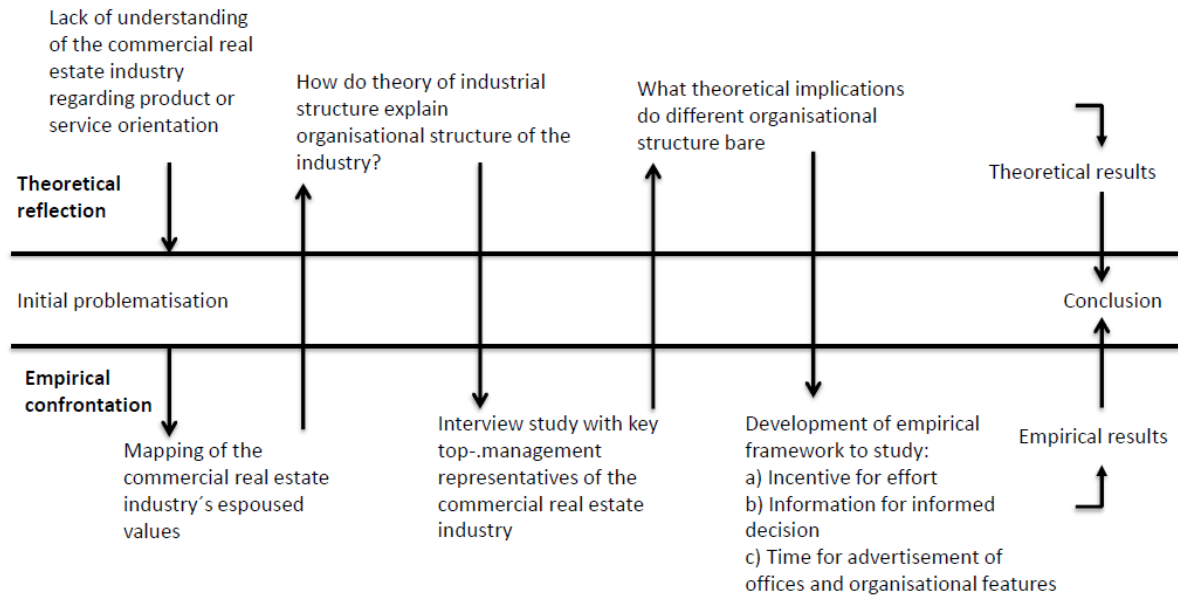 Lack of understanding
of the commercial real
estate industry
regarding product or
service orientation
How do theory of industrial
structure explain
organisational structure of the
industry?
What theoretical implications
do different organisational
structure bare
Theoretical
reflection
Theoretical results
Initial problematisation
Conclusion
Empirical
confrontation
Mapping of the
commercial real estate
industry´s espoused
values
Interview study with key
top-.management
representatives of the
commercial real estate
industry
Development of empirical
framework to study:
a) Incentive for effort
b) Information for informed
decision
c) Time for advertisement of
offices and organisational features
Empirical results